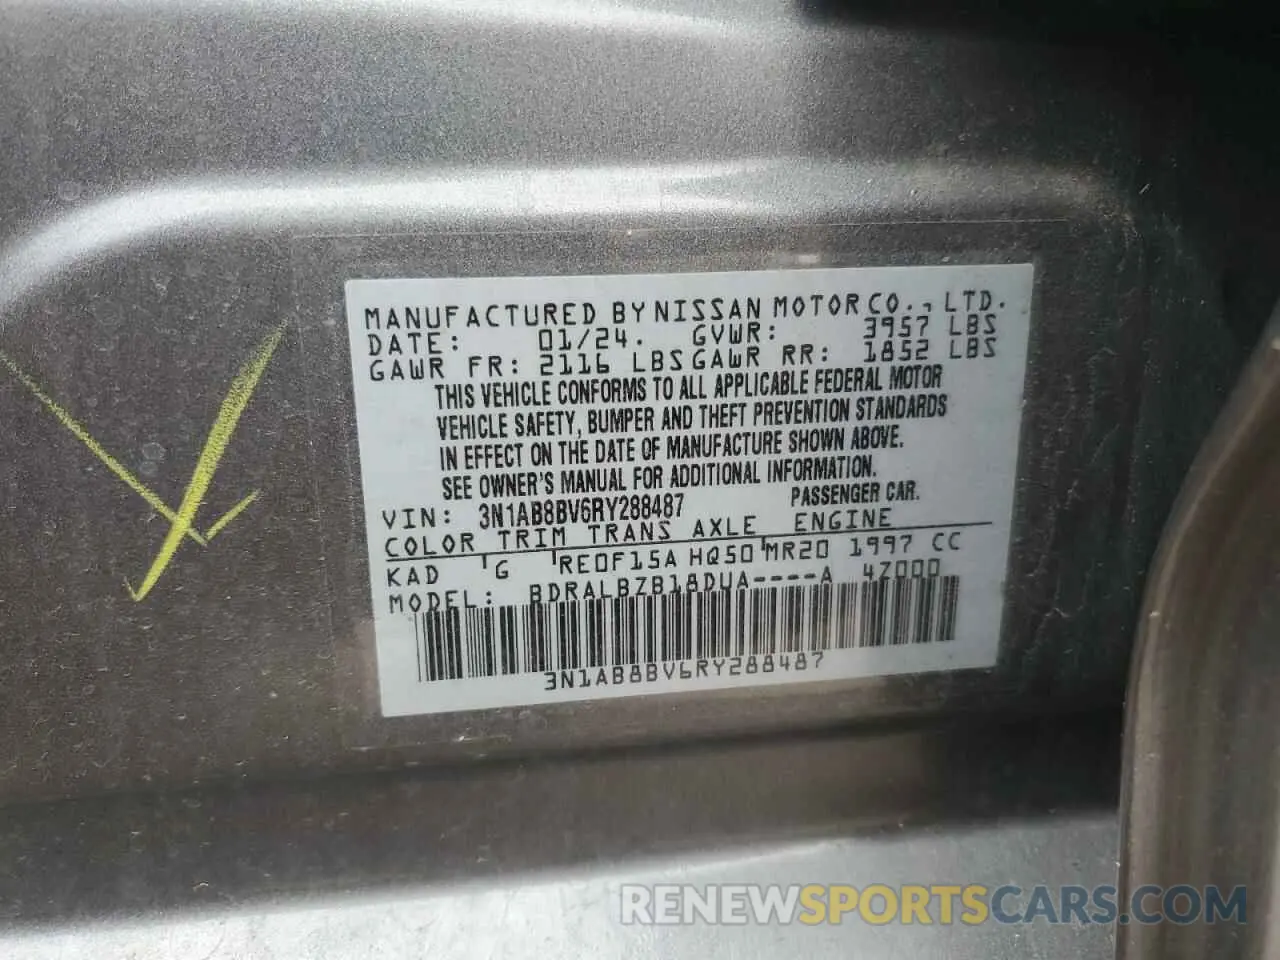 MANUFACTURED BY NISSAN MOTOR CO., LTD.
DATE: 01/24. GVWR: 3957 LBS
GAWR FR: 2116 LBS GAWR RR: 1852 LBS
THIS VEHICLE CONFORMS TO ALL APPLICABLE FEDERAL MOTOR
VEHICLE SAFETY, BUMPER AND THEFT PREVENTION STANDARDS
IN EFFECT ON THE DATE OF MANUFACTURE SHOWN ABOVE.
SEE OWNER'S MANUAL FOR ADDITIONAL INFORMATION.
VIN: 3N1AB8BV6RY288487 PASSENGER CAR.
COLOR TRIM TRANS AXLE ENGINE
KAD G RE0F15A HQ50 MR20 1997 CC
MODEL: BDRALBZB18DUA----A 4Z000
3N1AB8BV6RY288487
RENEWSPORTSCARS.COM